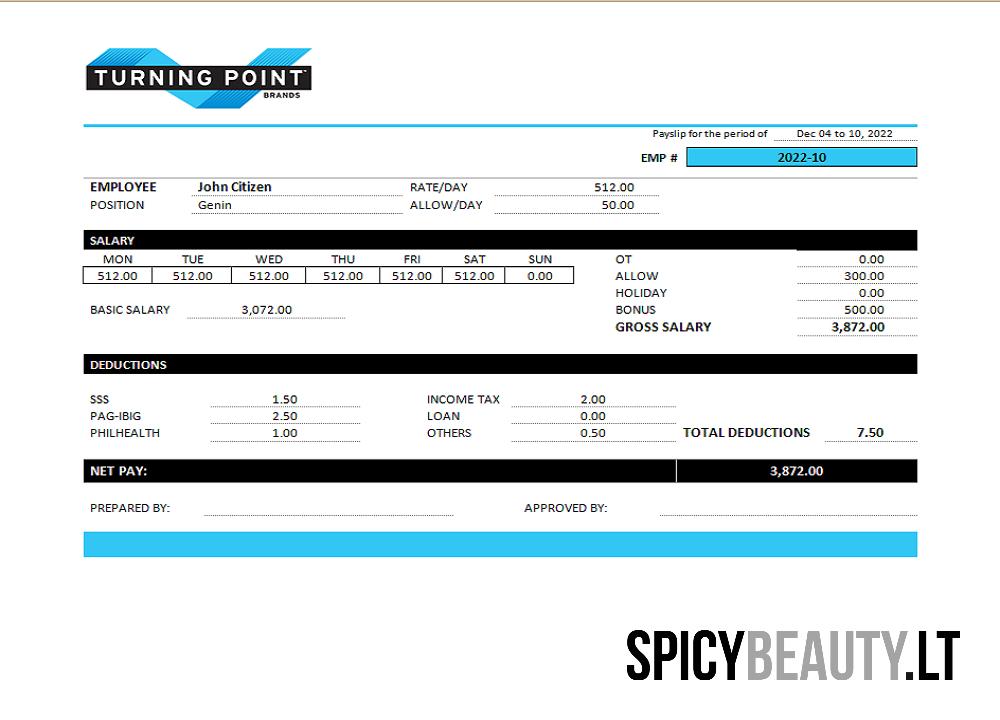 TURNING POINT
BRANDS
Payslip for the period of Dec 04 to 10, 2022
EMP # 2022-10
EMPLOYEE John Citizen RATE/DAY 512.00
POSITION Genin ALLOW/DAY 50.00
SALARY
MON TUE WED THU FRI SAT SUN OT 0.00
512.00 512.00 512.00 512.00 512.00 512.00 0.00 ALLOW 300.00
HOLIDAY 0.00
BASIC SALARY 3,072.00 BONUS 500.00
GROSS SALARY 3,872.00
DEDUCTIONS
SSS 1.50 INCOME TAX 2.00
PAG-IBIG 2.50 LOAN 0.00
PHILHEALTH 1.00 OTHERS 0.50 TOTAL DEDUCTIONS 7.50
NET PAY: 3,872.00
PREPARED BY: APPROVED BY:
SPICYBEAUTY.LT